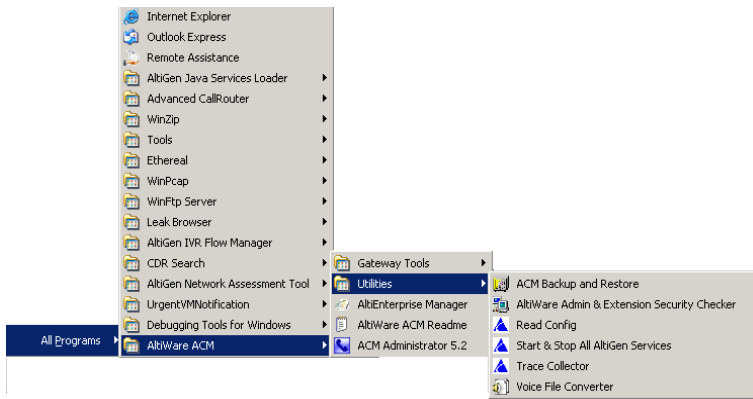 Internet Explorer
Outlook Express
Remote Assistance
AltiGen Java Services Loader
Advanced CallRouter
WinZip
Tools
Ethereal
WinPcap
WinFtp Server
Leak Browser
AltiGen IVR Flow Manager
CDR Search
AltiGen Network Assessment Tool
UrgentVMNotification
Debugging Tools for Windows
All Programs
AltiWare ACM
Gateway Tools
Utilities
AltiEnterprise Manager
AltiWare ACM Readme
ACM Administrator 5.2
ACM Backup and Restore
AltiWare Admin & Extension Security Checker
Read Config
Start & Stop All AltiGen Services
Trace Collector
Voice File Converter